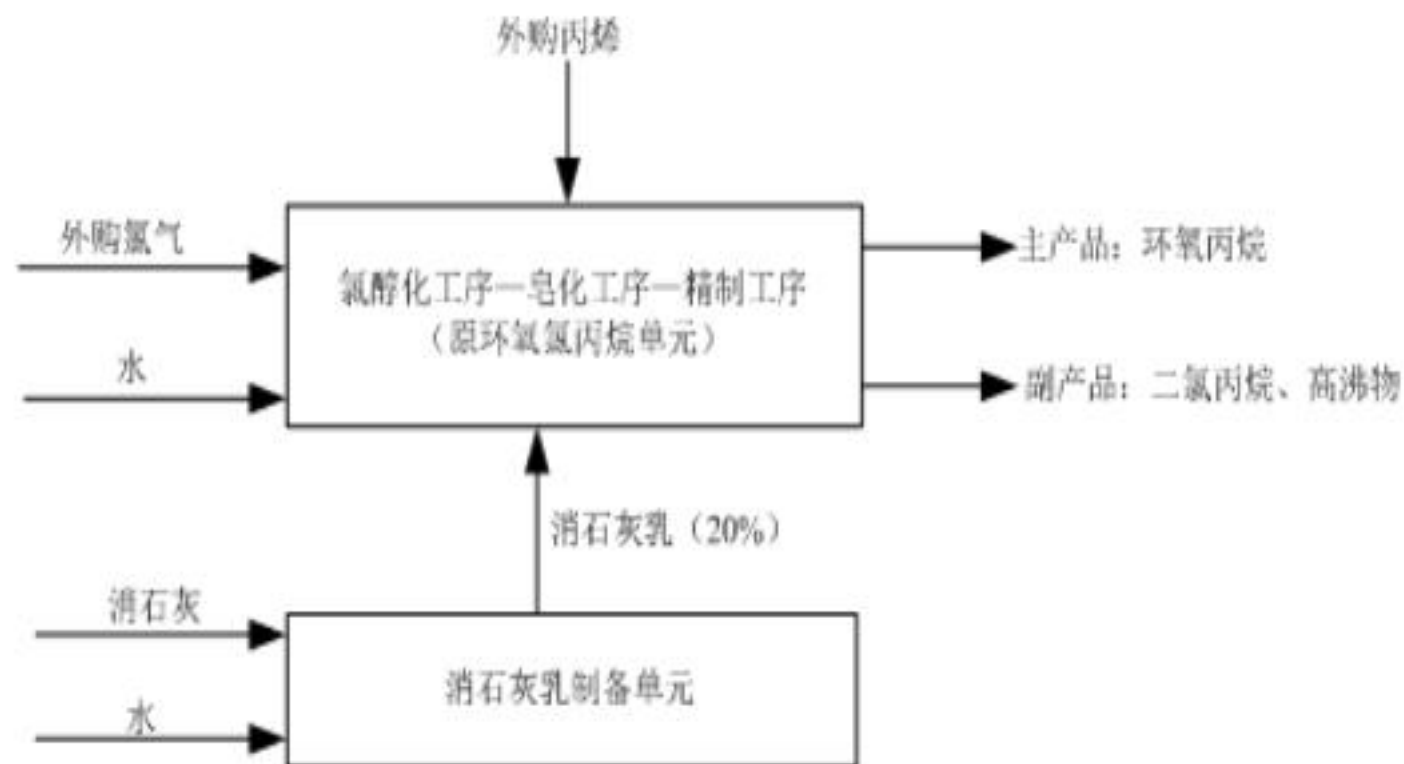 外购丙烯
外购氯气
主产品：环氧丙烷
氯醇化工序—皂化工序—精制工序
（原环氧氯丙烷单元）
水
副产品：二氯丙烷、高沸物
消石灰乳（20%）
消石灰
消石灰乳制备单元
水